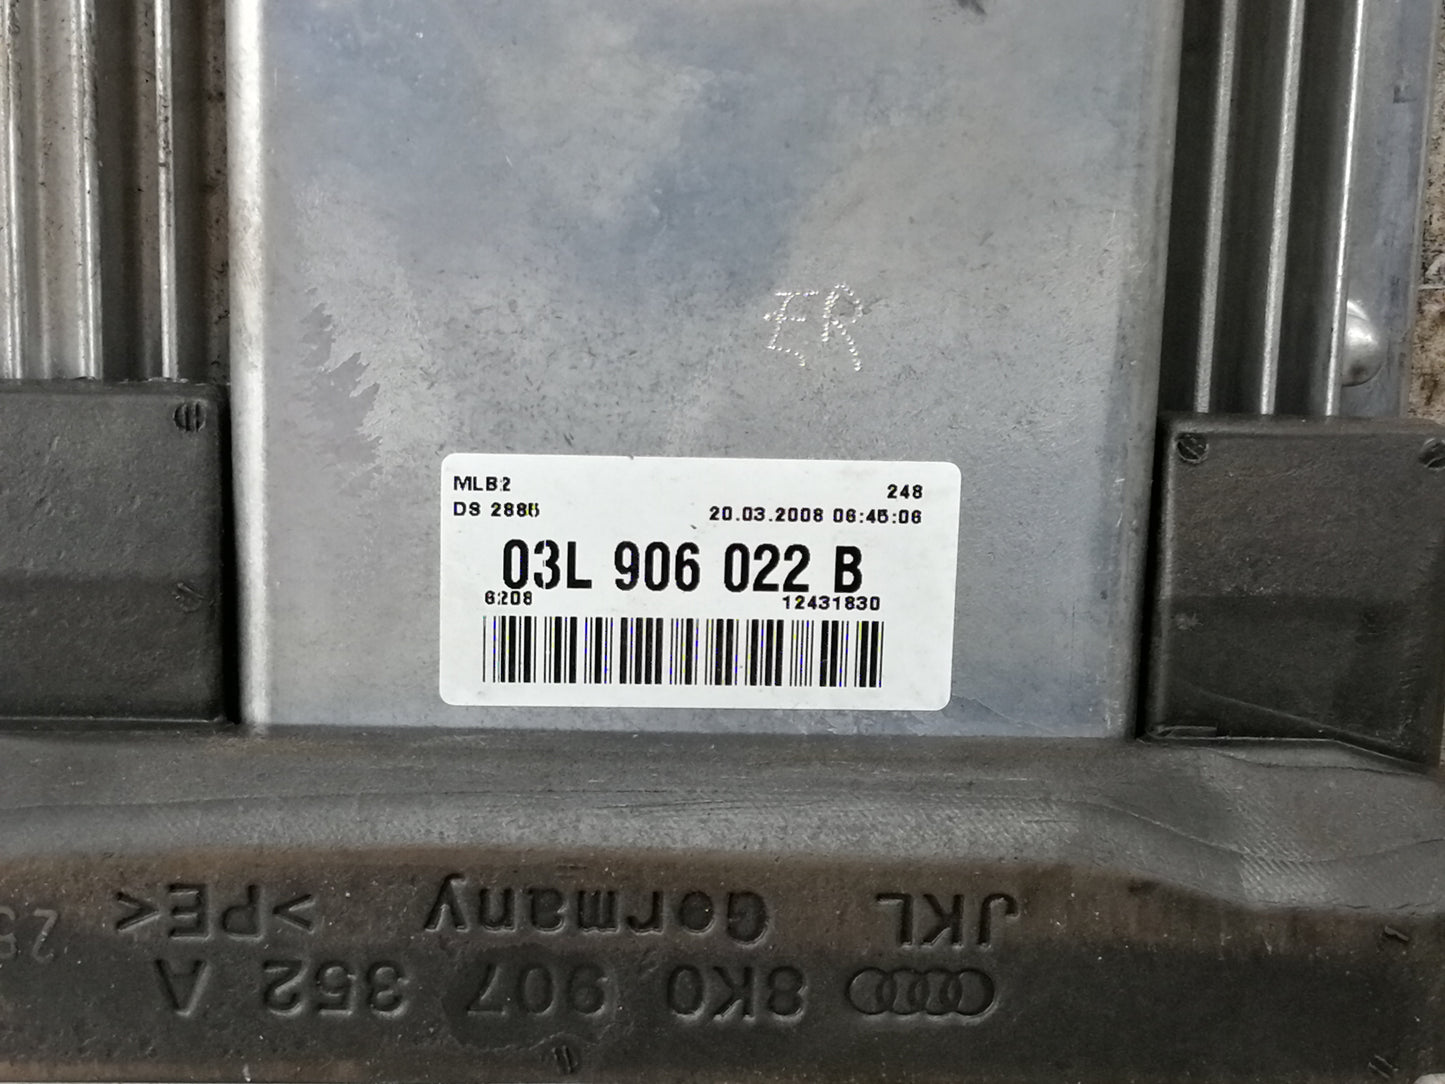 ER
MLB2
248
DS 2885
20.03.2008 06:45:06
03L 906 022 B
6208
12431830
JKL Germany >PE<
8K0 907 352 A